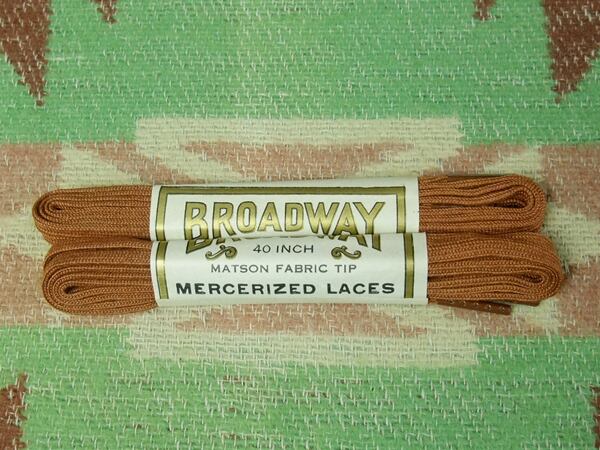 BROADWAY
40 INCH
MATSON FABRIC TIP
MERCERIZED LACES